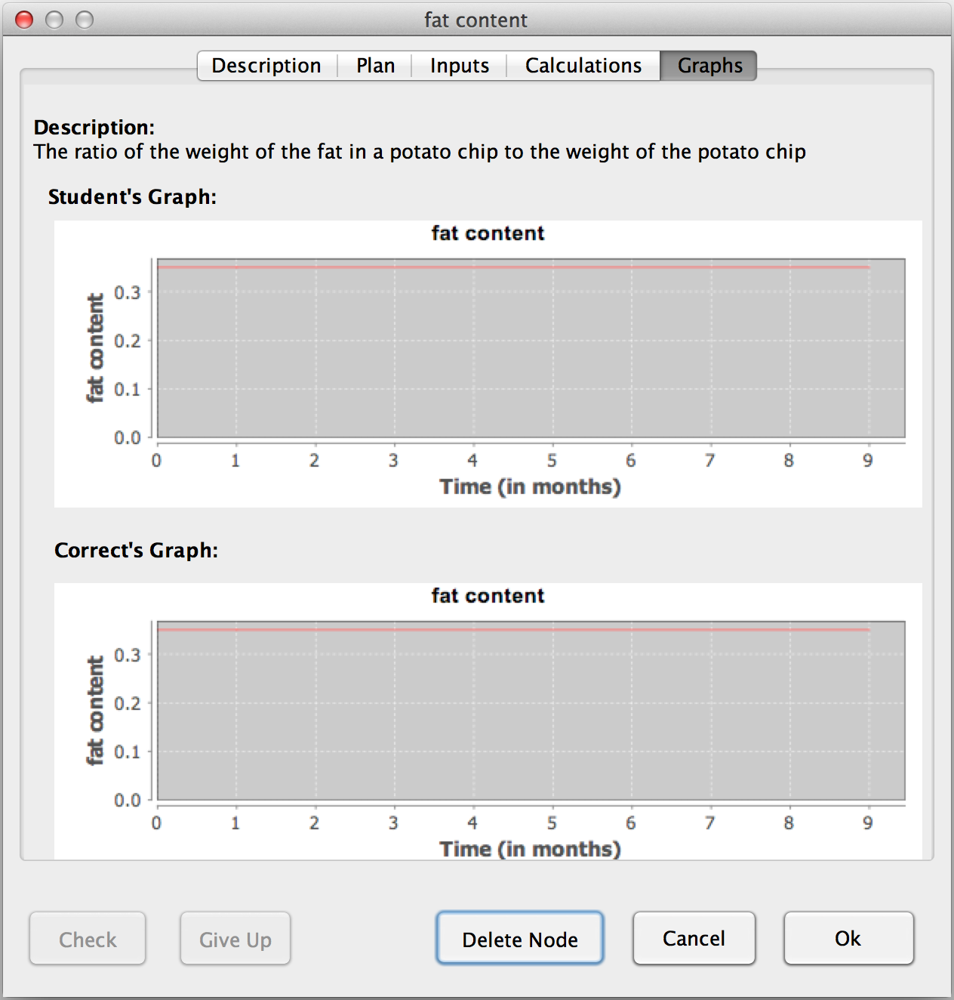 fat content
Description Plan Inputs Calculations Graphs
Description:
The ratio of the weight of the fat in a potato chip to the weight of the potato chip
Student's Graph:
fat content
fat content
0.3
0.2
0.1
0.0
0 1 2 3 4 5 6 7 8 9
Time (in months)
Correct's Graph:
fat content
fat content
0.3
0.2
0.1
0.0
0 1 2 3 4 5 6 7 8 9
Time (in months)
Check Give Up Delete Node Cancel Ok